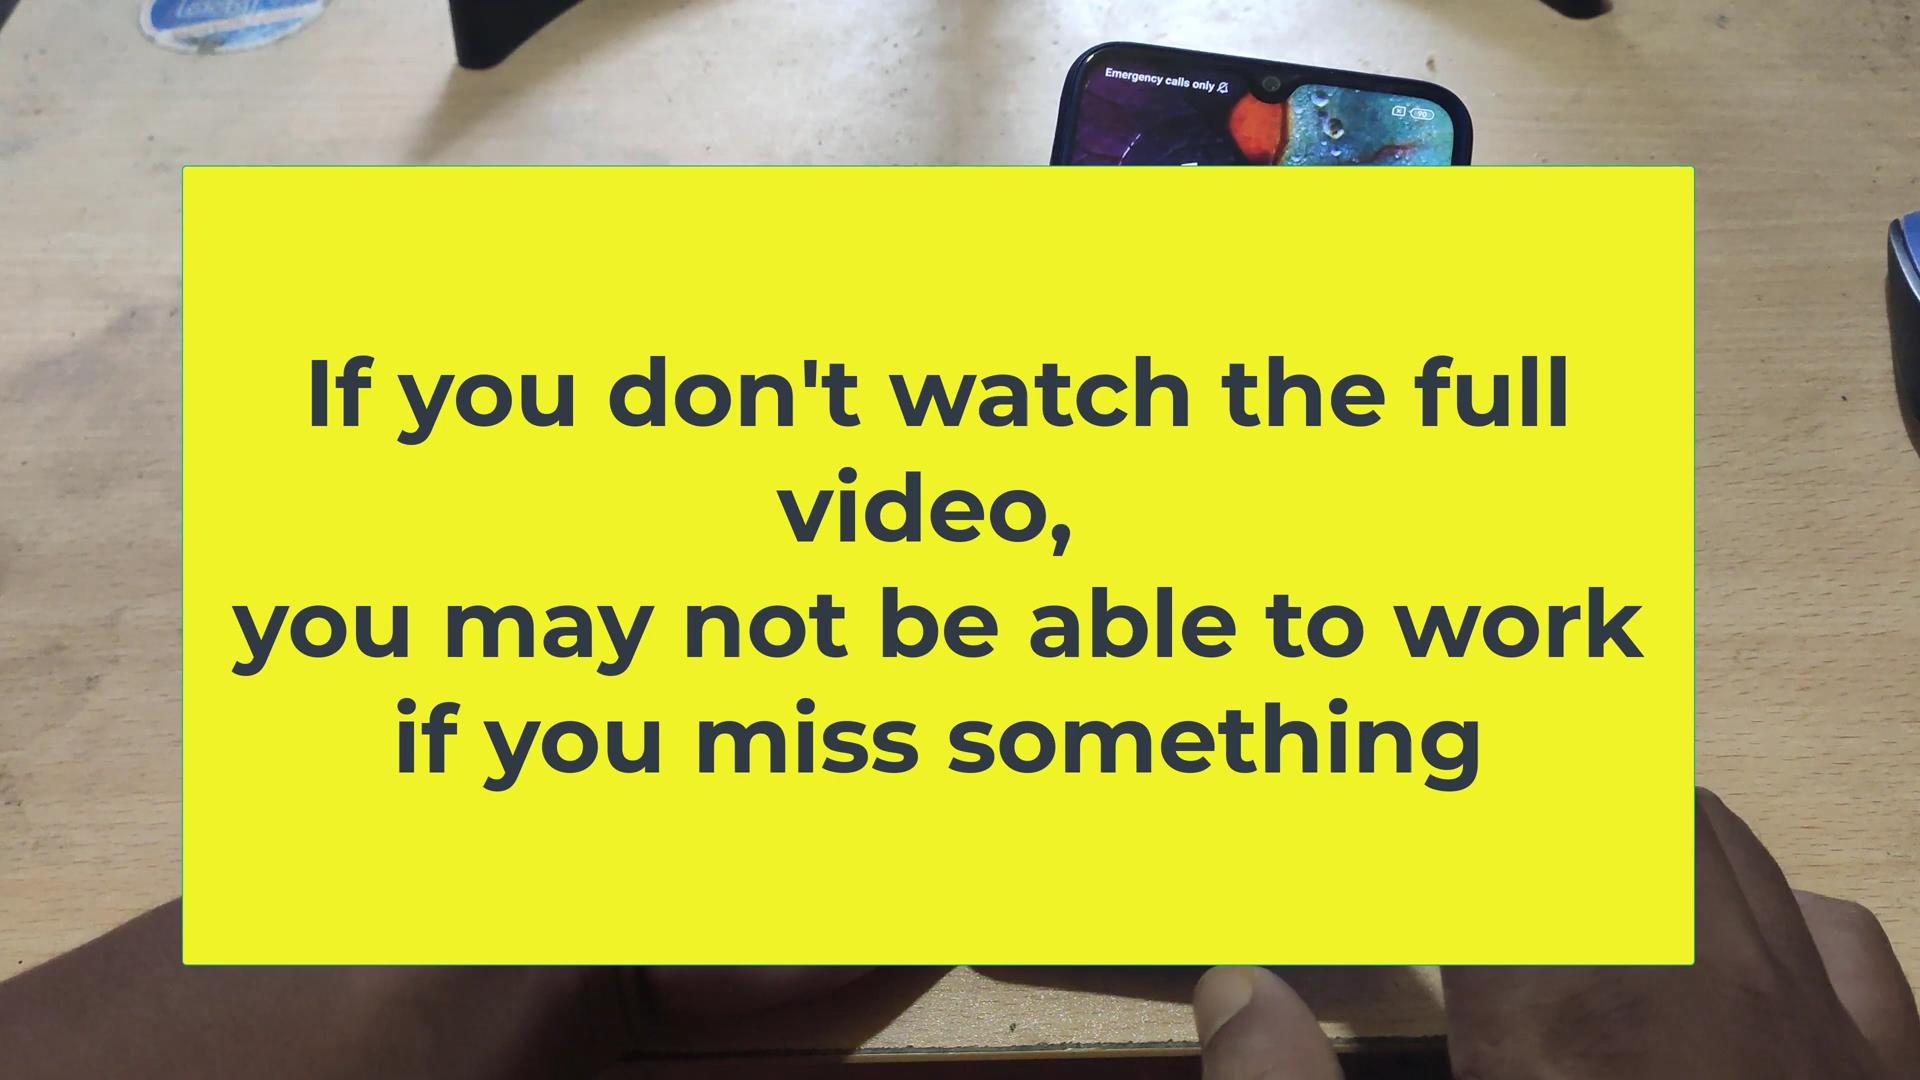 Emergency calls only
90
If you don't watch the full
video,
you may not be able to work
if you miss something